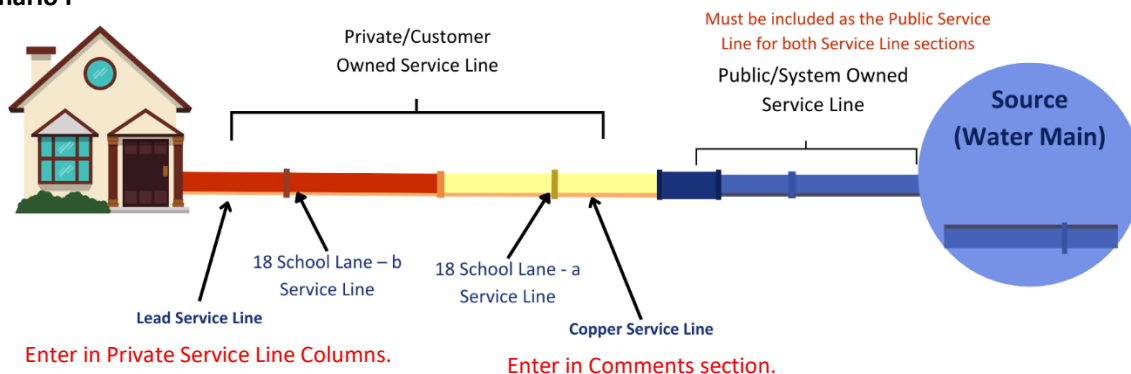 nario I
Must be included as the Public Service
Line for both Service Line sections
Private/Customer
Owned Service Line
Public/System Owned
Service Line
Source
(Water Main)
18 School Lane – b
Service Line
18 School Lane - a
Service Line
Lead Service Line
Copper Service Line
Enter in Private Service Line Columns.
Enter in Comments section.